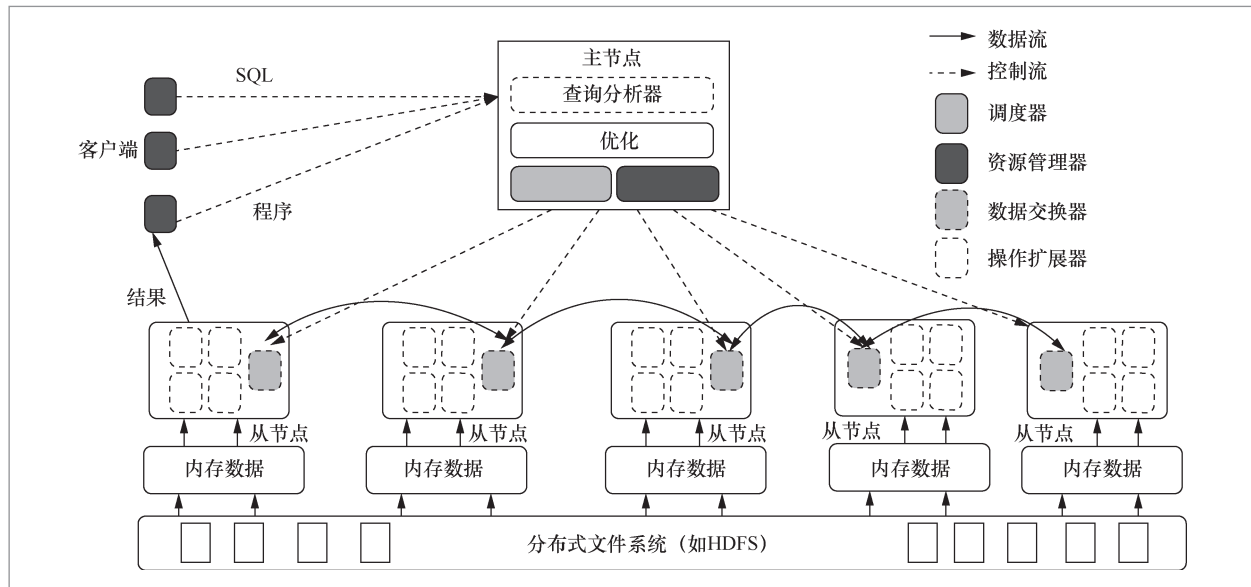 主节点
查询分析器
优化
SQL
客户端
程序
结果
数据流
控制流
调度器
资源管理器
数据交换器
操作扩展器
从节点
从节点
从节点
从节点
从节点
内存数据
内存数据
内存数据
内存数据
内存数据
分布式文件系统（如HDFS）